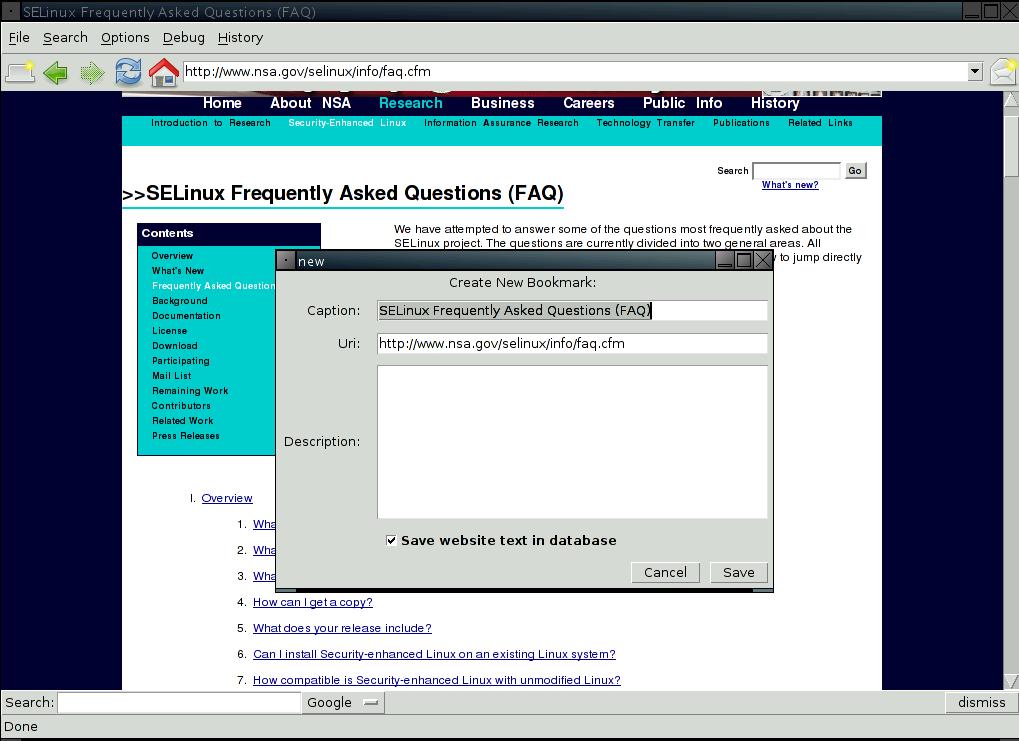 SELinux Frequently Asked Questions (FAQ)
File Search Options Debug History
http://www.nsa.gov/selinux/info/faq.cfm
Home About NSA Research Business Careers Public Info History
Introduction to Research Security-Enhanced Linux Information Assurance Research Technology Transfer Publications Related Links
Search Go
What's new?
>>SELinux Frequently Asked Questions (FAQ)
Contents
Overview
What's New
Frequently Asked Question
Background
Documentation
License
Download
Participating
Mail List
Remaining Work
Contributors
Related Work
Press Releases
We have attempted to answer some of the questions most frequently asked about the
SELinux project. The questions are currently divided into two general areas. All
y to jump directly
new
Create New Bookmark:
Caption: SELinux Frequently Asked Questions (FAQ)
Uri: http://www.nsa.gov/selinux/info/faq.cfm
Description:
Save website text in database
Cancel Save
I. Overview
1. Wha
2. Wha
3. Wha
4. How can I get a copy?
5. What does your release include?
6. Can I install Security-enhanced Linux on an existing Linux system?
7. How compatible is Security-enhanced Linux with unmodified Linux?
Search: Google dismiss
Done